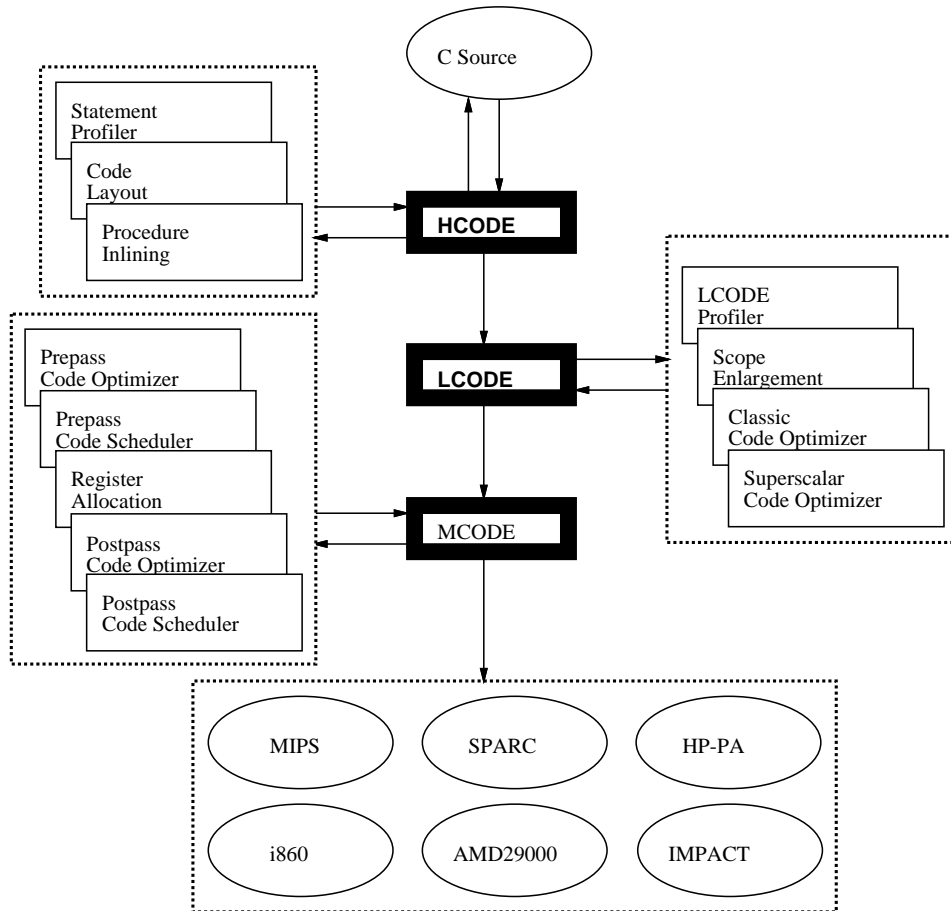 C Source
Statement
Profiler
Code
Layout
Procedure
Inlining
HCODE
LCODE
Profiler
Scope
Enlargement
Classic
Code Optimizer
Superscalar
Code Optimizer
LCODE
Prepass
Code Optimizer
Prepass
Code Scheduler
Register
Allocation
Postpass
Code Optimizer
Postpass
Code Scheduler
MCODE
MIPS
SPARC
HP-PA
i860
AMD29000
IMPACT